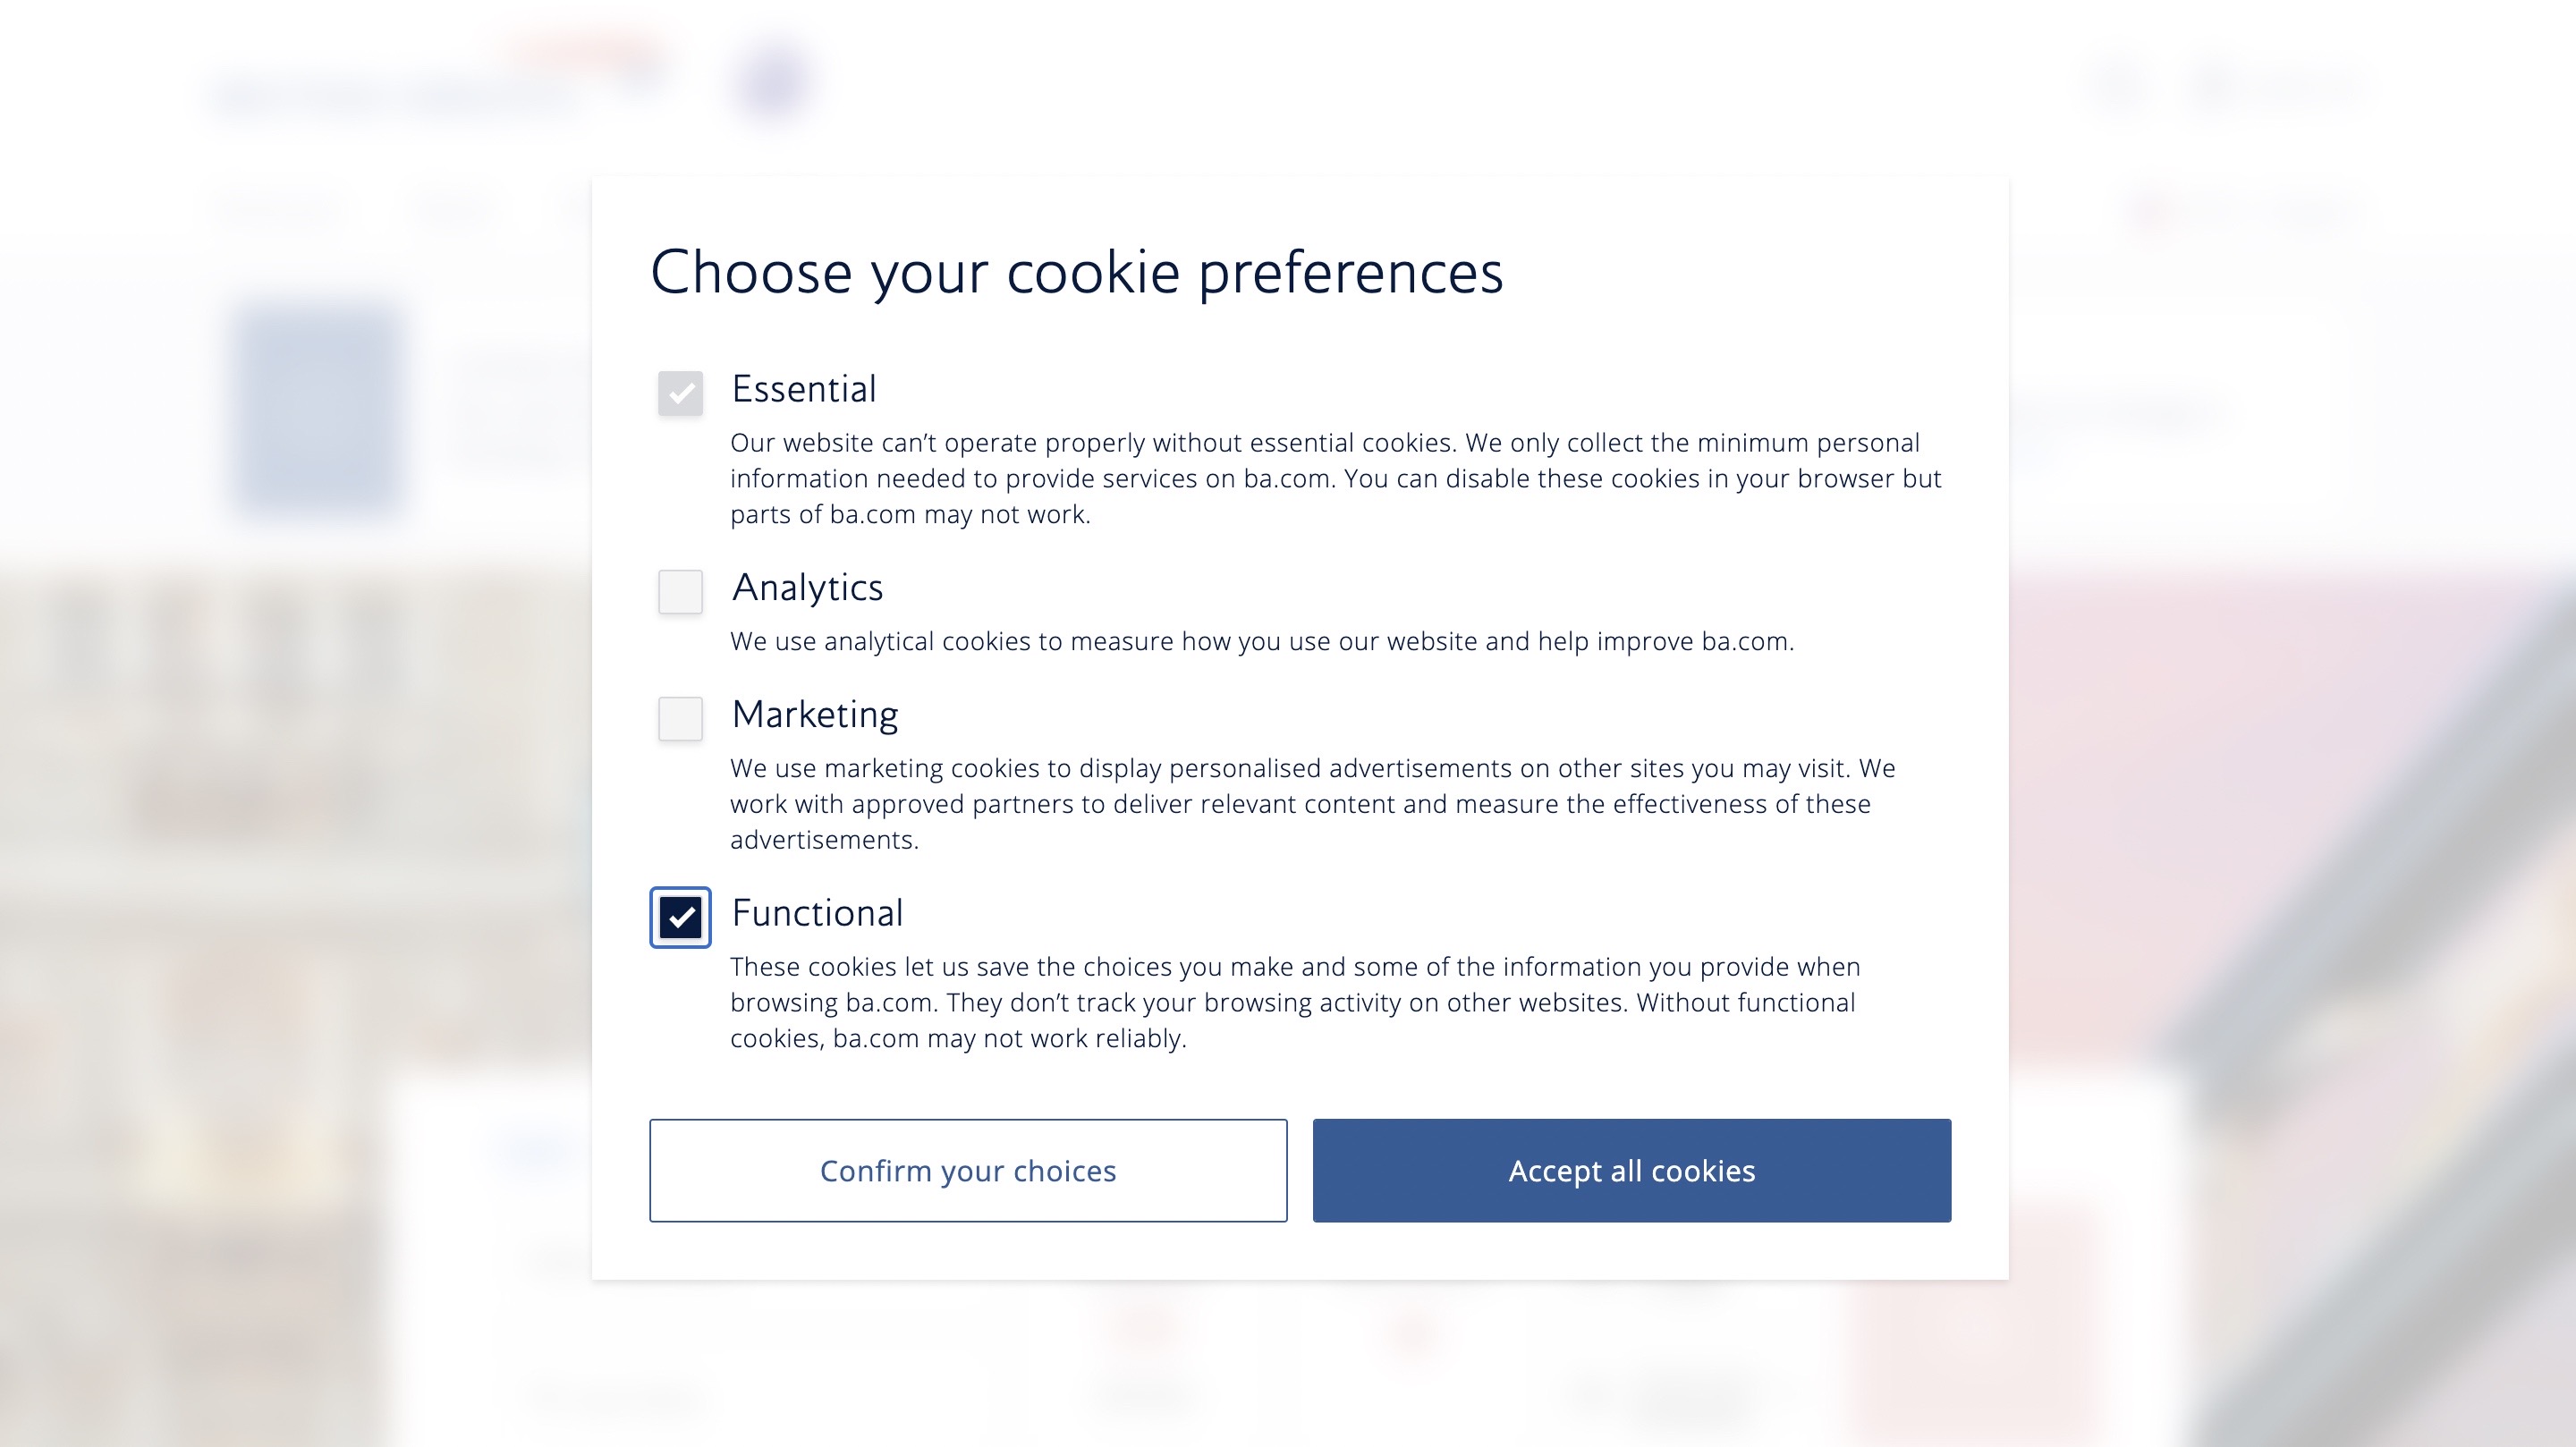 Choose your cookie preferences
Essential
Our website can’t operate properly without essential cookies. We only collect the minimum personal
information needed to provide services on ba.com. You can disable these cookies in your browser but
parts of ba.com may not work.
Analytics
We use analytical cookies to measure how you use our website and help improve ba.com.
Marketing
We use marketing cookies to display personalised advertisements on other sites you may visit. We
work with approved partners to deliver relevant content and measure the effectiveness of these
advertisements.
Functional
These cookies let us save the choices you make and some of the information you provide when
browsing ba.com. They don’t track your browsing activity on other websites. Without functional
cookies, ba.com may not work reliably.
Confirm your choices
Accept all cookies